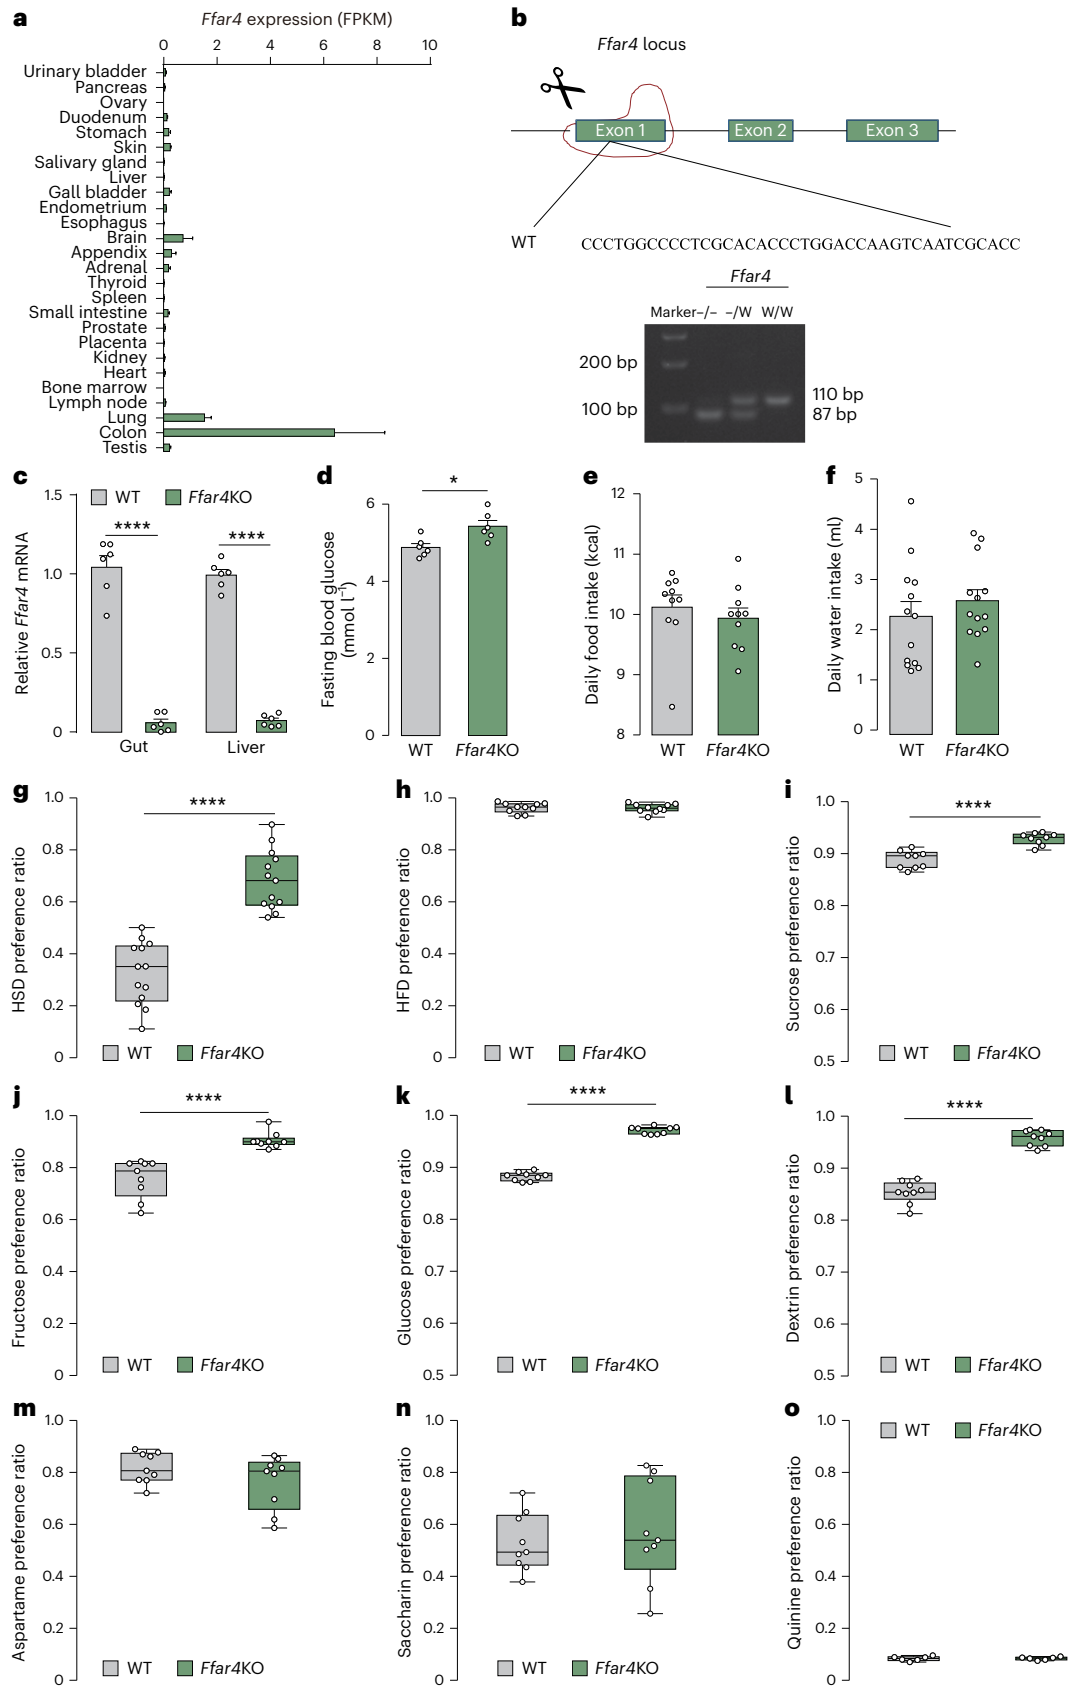 a
Ffar4 expression (FPKM)
0 2 4 6 8 10
Urinary bladder
Pancreas
Ovary
Duodenum
Stomach
Skin
Salivary gland
Liver
Gall bladder
Endometrium
Esophagus
Brain
Appendix
Adrenal
Thyroid
Spleen
Small intestine
Prostate
Placenta
Kidney
Heart
Bone marrow
Lymph node
Lung
Colon
Testis
b
Ffar4 locus
Exon 1 Exon 2 Exon 3
WT CCCTGGCCCCTCGCACACCCTGGACCAAGTCAATCGCACC
Ffar4
Marker -/- -/W W/W
200 bp
100 bp
110 bp
87 bp
c
WT Ffar4KO
Relative Ffar4 mRNA
1.5
1.0
0.5
0
**** ****
Gut Liver
d
Fasting blood glucose
(mmol l⁻¹)
6
4
2
0
*
WT Ffar4KO
e
Daily food intake (kcal)
12
11
10
9
8
WT Ffar4KO
f
Daily water intake (ml)
5
4
3
2
1
0
WT Ffar4KO
g
HSD preference ratio
1.0
0.8
0.6
0.4
0.2
0
****
WT Ffar4KO
h
HFD preference ratio
1.0
0.8
0.6
0.4
0.2
0
WT Ffar4KO
i
Sucrose preference ratio
1.0
0.9
0.8
0.7
0.6
0.5
****
WT Ffar4KO
j
Fructose preference ratio
1.0
0.8
0.6
0.4
0.2
0
****
WT Ffar4KO
k
Glucose preference ratio
1.0
0.9
0.8
0.7
0.6
0.5
****
WT Ffar4KO
l
Dextrin preference ratio
1.0
0.9
0.8
0.7
0.6
0.5
****
WT Ffar4KO
m
Aspartame preference ratio
1.0
0.8
0.6
0.4
0.2
0
WT Ffar4KO
n
Saccharin preference ratio
1.0
0.8
0.6
0.4
0.2
0
WT Ffar4KO
o
Quinine preference ratio
1.0
0.8
0.6
0.4
0.2
0
WT Ffar4KO